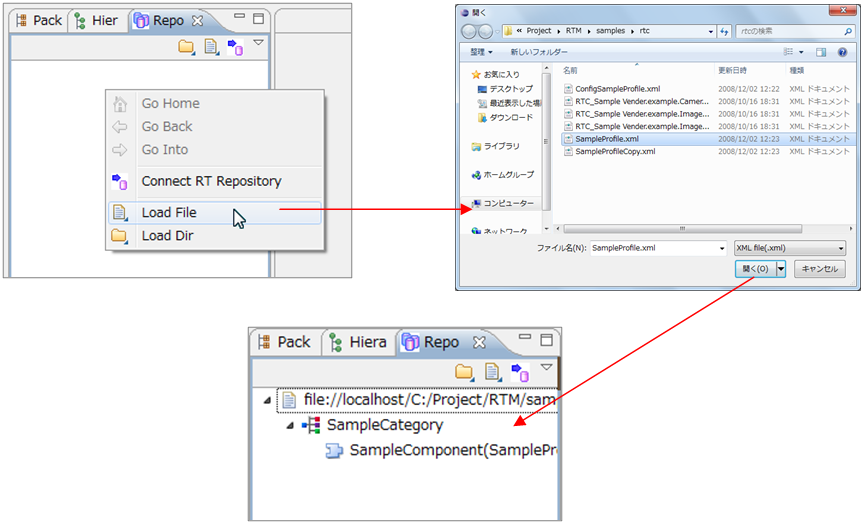 Pack Hier Repo
Go Home
Go Back
Go Into
Connect RT Repository
Load File
Load Dir
開く
« Project ▸ RTM ▸ samples ▸ rtc
rtcの検索
整理 新しいフォルダー
名前 更新日時 種類
お気に入り
デスクトップ
最近表示した場
ダウンロード
ライブラリ
ホームグループ
コンピューター
ネットワーク
ConfigSampleProfile.xml 2008/12/02 12:22 XML ドキュメント
RTC_Sample Vender.example.Camer... 2008/10/16 18:31 XML ドキュメント
RTC_Sample Vender.example.Image... 2008/10/16 18:31 XML ドキュメント
RTC_Sample Vender.example.Image... 2008/10/16 18:31 XML ドキュメント
SampleProfile.xml 2008/12/02 12:23 XML ドキュメント
SampleProfileCopy.xml 2008/12/02 12:23 XML ドキュメント
ファイル名(N): SampleProfile.xml XML file(.xml)
開く(O) キャンセル
Pack Hiera Repo
file://localhost/C:/Project/RTM/sam
SampleCategory
SampleComponent(SamplePr